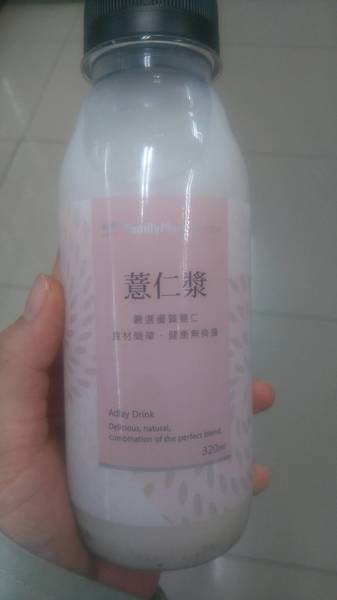 FamilyMart
薏仁漿
嚴選優質薏仁
食材簡單・健康無負擔
Adlay Drink
Delicious, natural,
combination of the perfect blend.
320ml